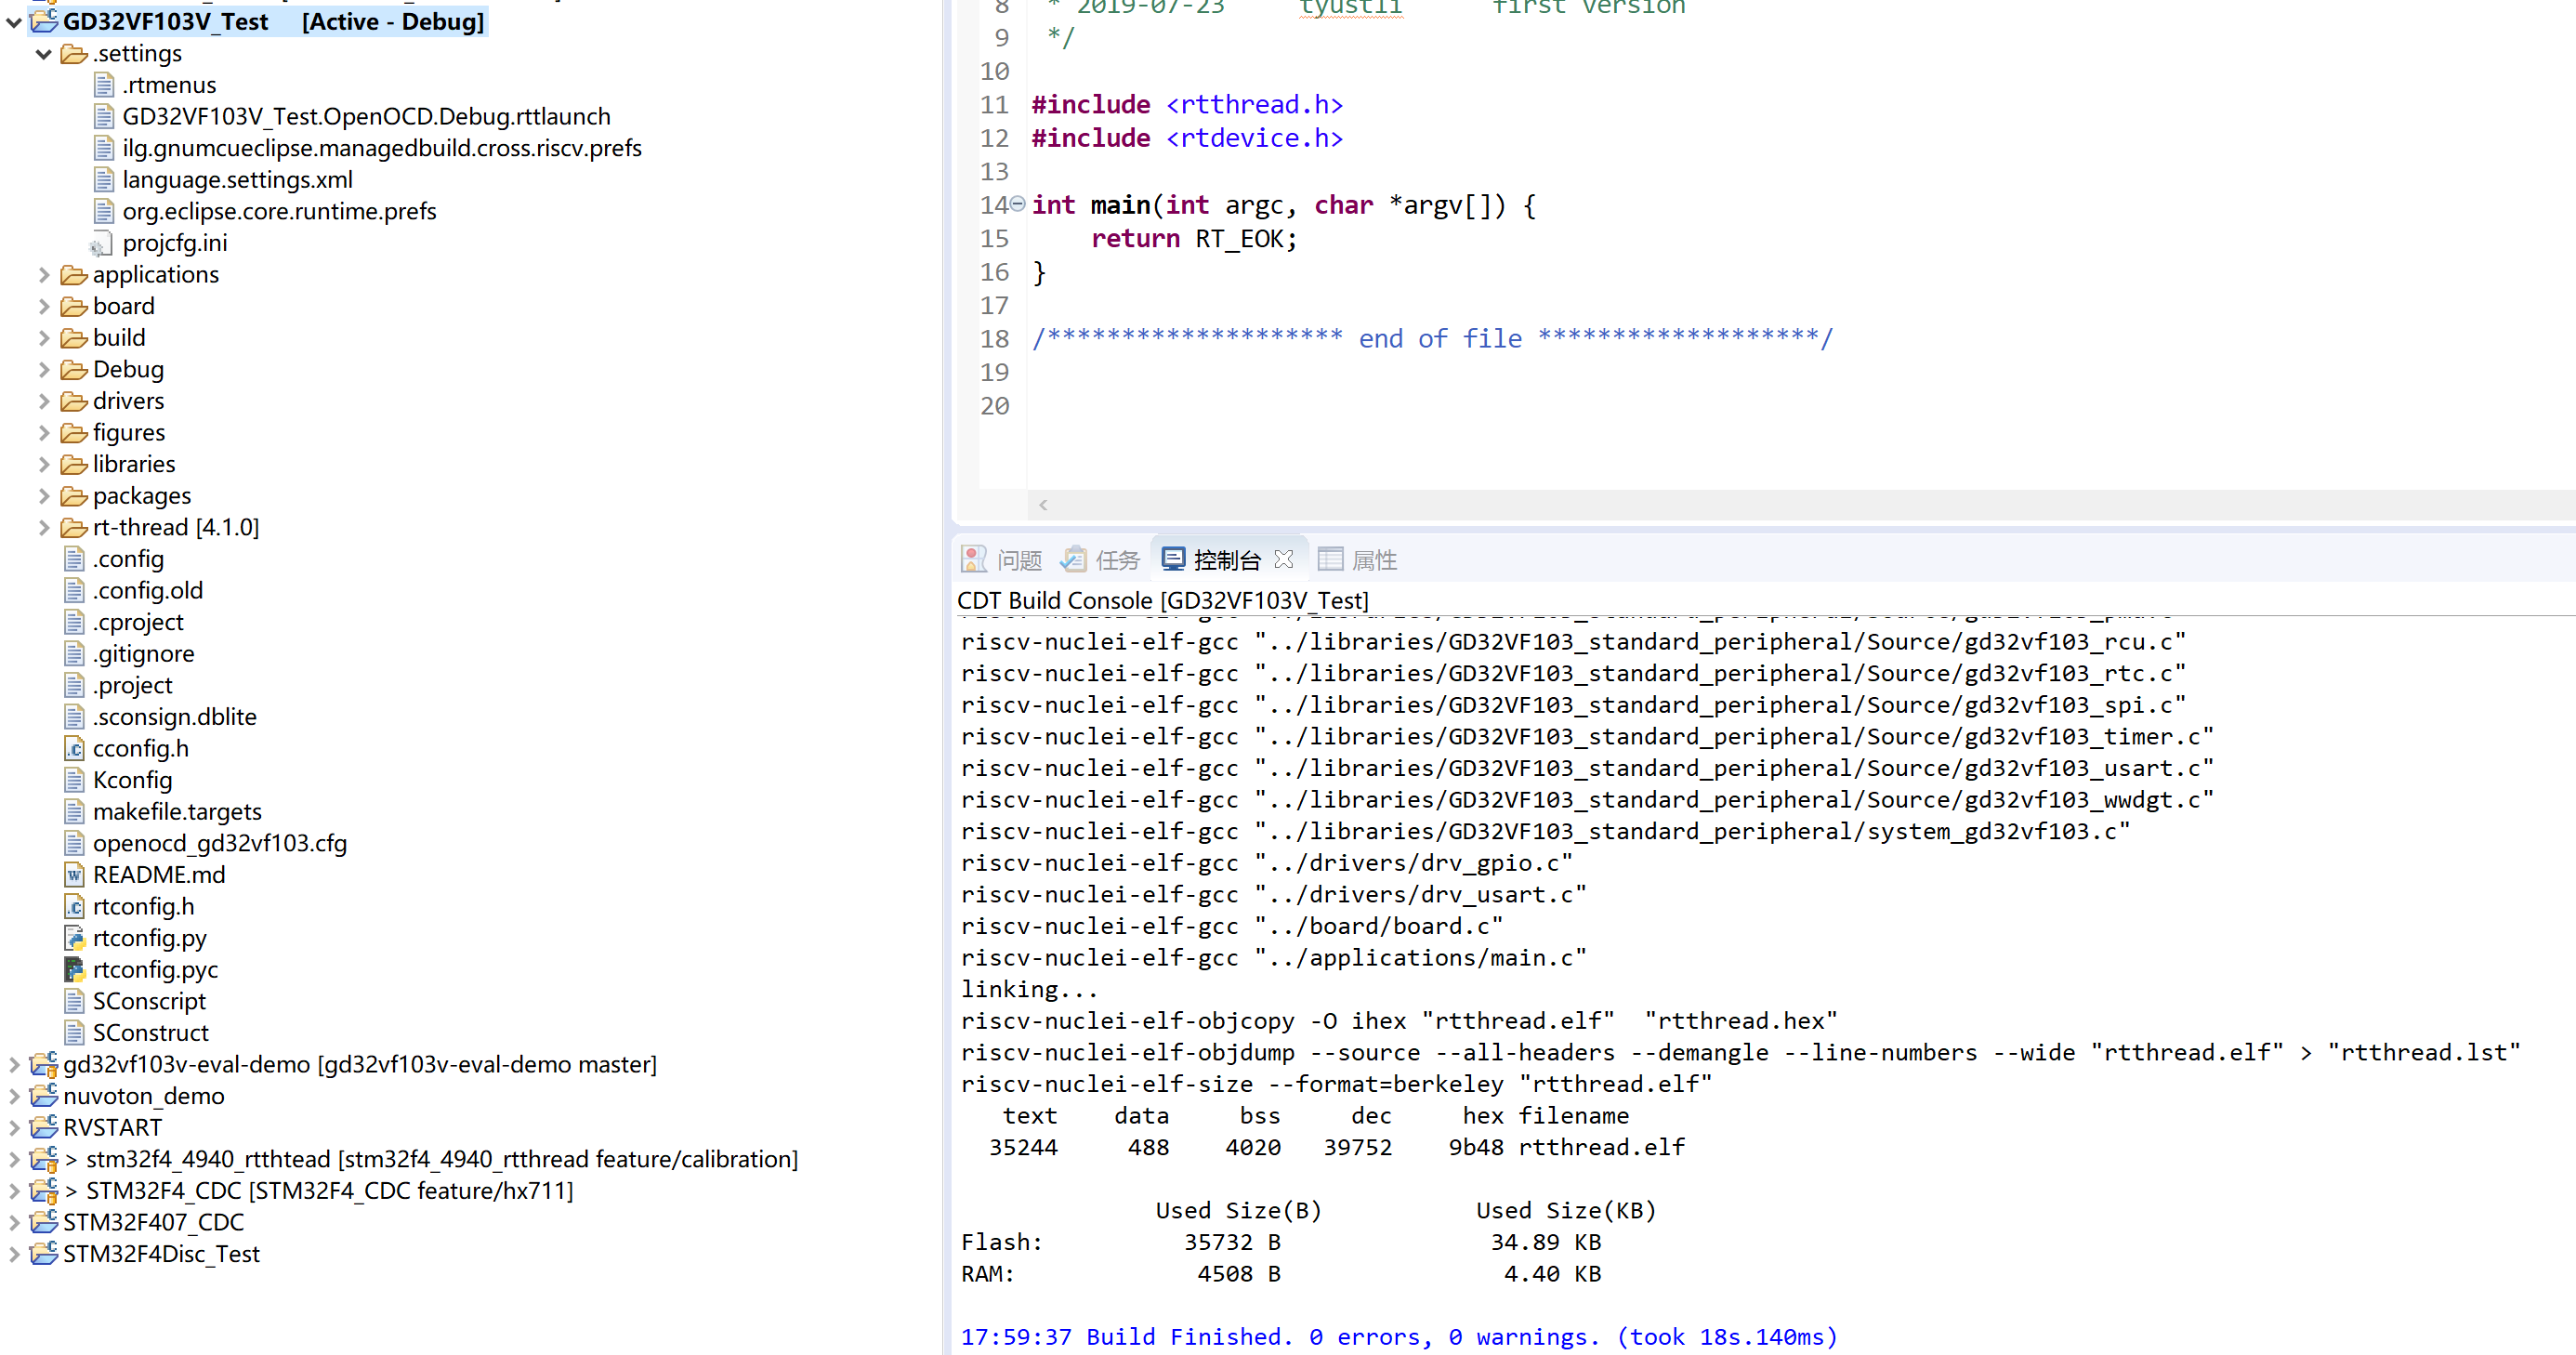 GD32VF103V_Test [Active - Debug]
.settings
.rtmenus
GD32VF103V_Test.OpenOCD.Debug.rttlaunch
ilg.gnumcueclipse.managedbuild.cross.riscv.prefs
language.settings.xml
org.eclipse.core.runtime.prefs
projcfg.ini
applications
board
build
Debug
drivers
figures
libraries
packages
rt-thread [4.1.0]
.config
.config.old
.cproject
.gitignore
.project
.sconsign.dblite
cconfig.h
Kconfig
makefile.targets
openocd_gd32vf103.cfg
README.md
rtconfig.h
rtconfig.py
rtconfig.pyc
SConscript
SConstruct
gd32vf103v-eval-demo [gd32vf103v-eval-demo master]
nuvoton_demo
RVSTART
> stm32f4_4940_rtthtead [stm32f4_4940_rtthread feature/calibration]
> STM32F4_CDC [STM32F4_CDC feature/hx711]
STM32F407_CDC
STM32F4Disc_Test
8 * 2019-07-23 tyustli first version
9 */
10
11 #include <rtthread.h>
12 #include <rtdevice.h>
13
14 int main(int argc, char *argv[]) {
15 return RT_EOK;
16 }
17
18 /******************** end of file *******************/
19
20
问题 任务 控制台 属性
CDT Build Console [GD32VF103V_Test]
riscv-nuclei-elf-gcc "../libraries/GD32VF103_standard_peripheral/Source/gd32vf103_pmu.c"
riscv-nuclei-elf-gcc "../libraries/GD32VF103_standard_peripheral/Source/gd32vf103_rcu.c"
riscv-nuclei-elf-gcc "../libraries/GD32VF103_standard_peripheral/Source/gd32vf103_rtc.c"
riscv-nuclei-elf-gcc "../libraries/GD32VF103_standard_peripheral/Source/gd32vf103_spi.c"
riscv-nuclei-elf-gcc "../libraries/GD32VF103_standard_peripheral/Source/gd32vf103_timer.c"
riscv-nuclei-elf-gcc "../libraries/GD32VF103_standard_peripheral/Source/gd32vf103_usart.c"
riscv-nuclei-elf-gcc "../libraries/GD32VF103_standard_peripheral/Source/gd32vf103_wwdgt.c"
riscv-nuclei-elf-gcc "../libraries/GD32VF103_standard_peripheral/system_gd32vf103.c"
riscv-nuclei-elf-gcc "../drivers/drv_gpio.c"
riscv-nuclei-elf-gcc "../drivers/drv_usart.c"
riscv-nuclei-elf-gcc "../board/board.c"
riscv-nuclei-elf-gcc "../applications/main.c"
linking...
riscv-nuclei-elf-objcopy -O ihex "rtthread.elf" "rtthread.hex"
riscv-nuclei-elf-objdump --source --all-headers --demangle --line-numbers --wide "rtthread.elf" > "rtthread.lst"
riscv-nuclei-elf-size --format=berkeley "rtthread.elf"
text data bss dec hex filename
35244 488 4020 39752 9b48 rtthread.elf
Used Size(B) Used Size(KB)
Flash: 35732 B 34.89 KB
RAM: 4508 B 4.40 KB
17:59:37 Build Finished. 0 errors, 0 warnings. (took 18s.140ms)